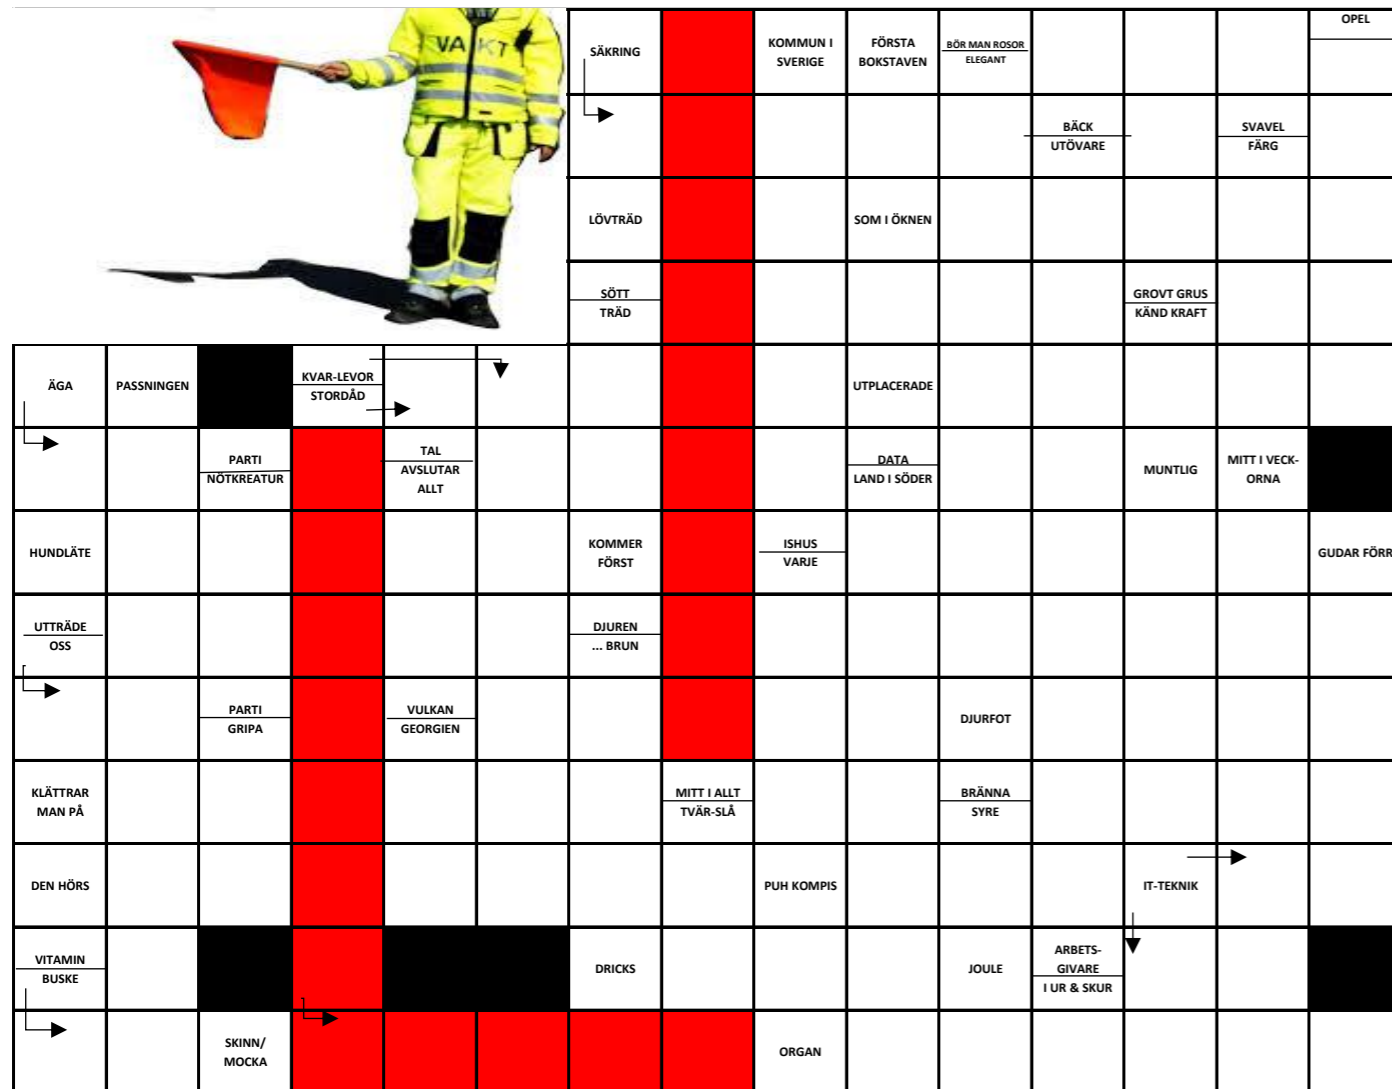 VAKT
SÄKRING
KOMMUN I
SVERIGE
FÖRSTA
BOKSTAVEN
BÖR MAN ROSOR
ELEGANT
OPEL
BÄCK
UTÖVARE
SVAVEL
FÄRG
LÖVTRÄD
SOM I ÖKNEN
SÖTT
TRÄD
GROVT GRUS
KÄND KRAFT
ÄGA
PASSNINGEN
KVAR-LEVOR
STORDÅD
UTPLACERADE
PARTI
NÖTKREATUR
TAL
AVSLUTAR
ALLT
DATA
LAND I SÖDER
MUNTLIG
MITT I VECK-
ORNA
HUNDLÄTE
KOMMER
FÖRST
ISHUS
VARJE
GUDAR FÖRR
UTTRÄDE
OSS
DJUREN
... BRUN
PARTI
GRIPA
VULKAN
GEORGIEN
DJURFOT
KLÄTTRAR
MAN PÅ
MITT I ALLT
TVÄR-SLÅ
BRÄNNA
SYRE
DEN HÖRS
PUH KOMPIS
IT-TEKNIK
VITAMIN
BUSKE
DRICKS
JOULE
ARBETS-
GIVARE
I UR & SKUR
SKINN/
MOCKA
ORGAN